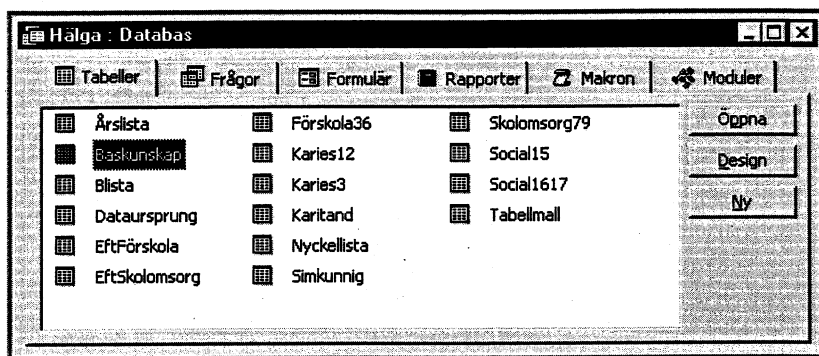 Hälga : Databas
Tabeller Frågor Formulär Rapporter Makron Moduler
Årslista Förskola36 Skolomsorg79 Öppna
Baskunskap Karies12 Social15 Design
Blista Karies3 Social1617 Ny
Dataursprung Karitand Tabellmall
EftFörskola Nyckellista
EftSkolomsorg Simkunnig